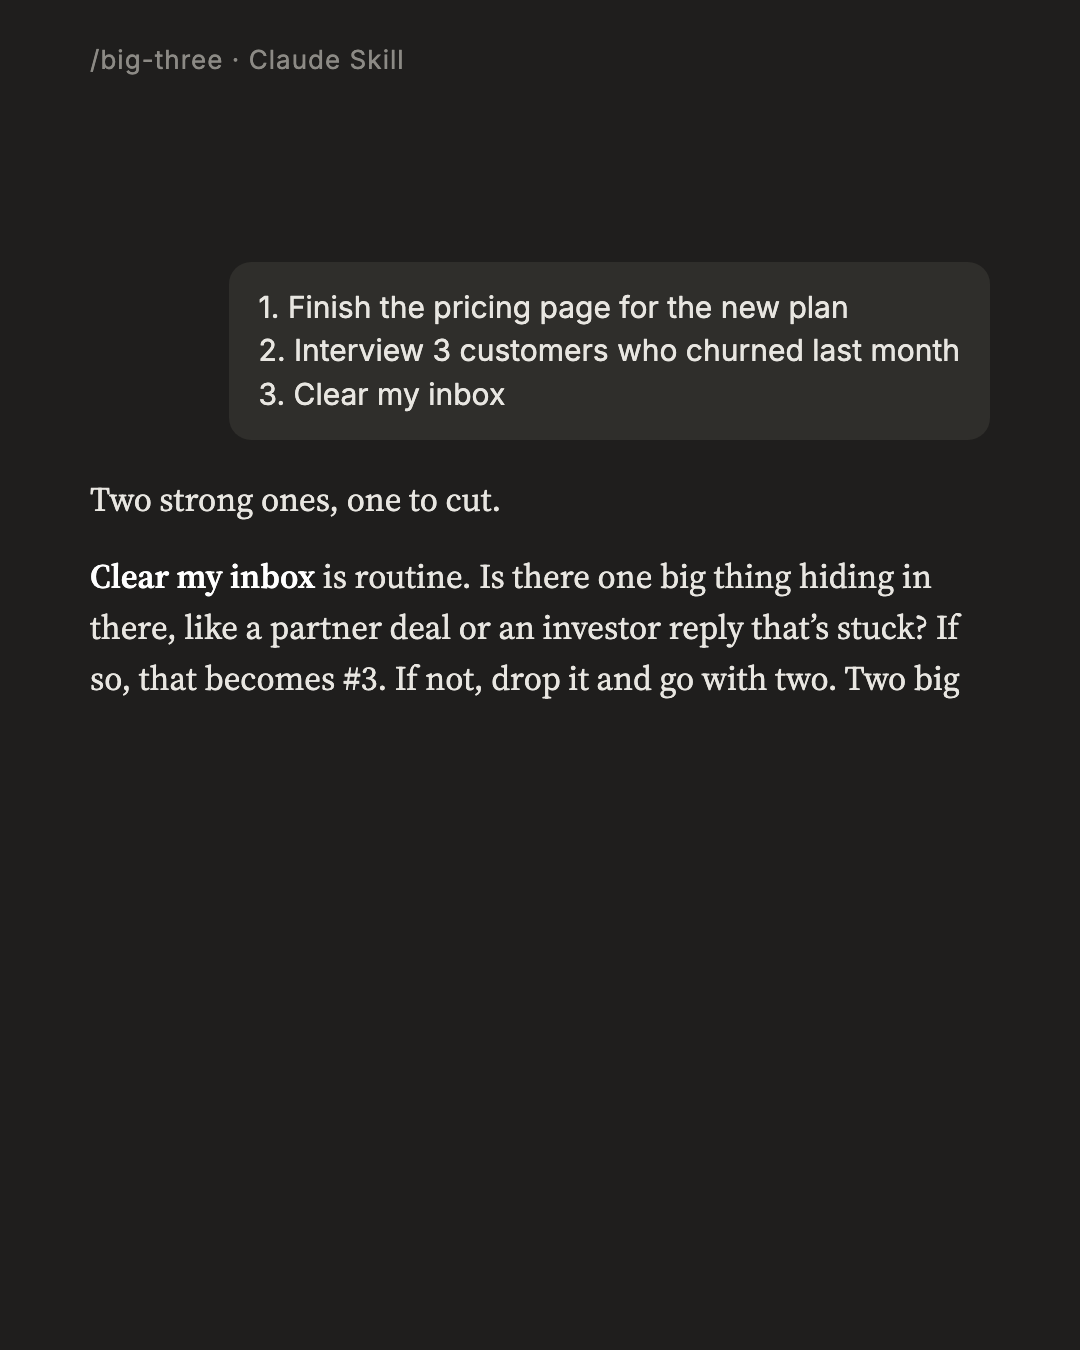 /big-three · Claude Skill
1. Finish the pricing page for the new plan
2. Interview 3 customers who churned last month
3. Clear my inbox
Two strong ones, one to cut.
Clear my inbox is routine. Is there one big thing hiding in
there, like a partner deal or an investor reply that’s stuck? If
so, that becomes #3. If not, drop it and go with two. Two big